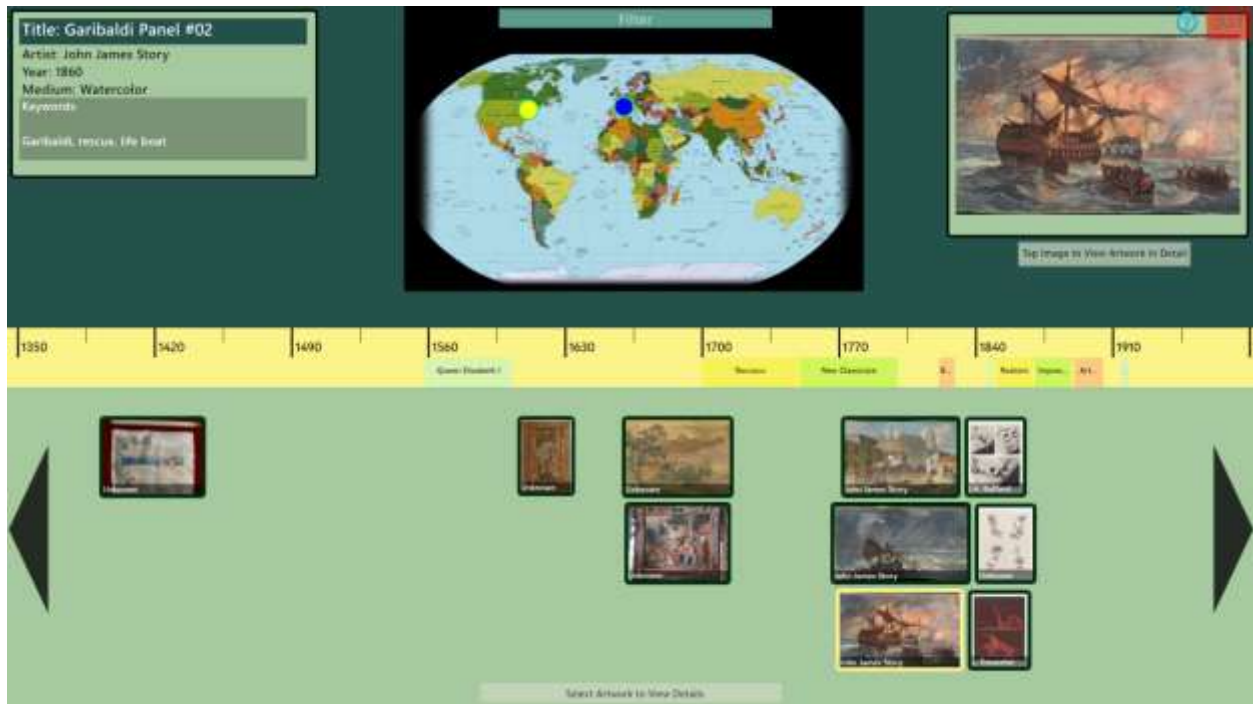 Title: Garibaldi Panel #02
Artist: John James Story
Year: 1860
Medium: Watercolor
Keywords
Garibaldi, rescue, life boat
Filter
Tap Image to View Artwork in Detail
1350
1420
1490
1560
1630
1700
1770
1840
1910
Queen Elizabeth I
Rococo
Neo Classicism
Realism
Impres...
Art...
Unknown
Unknown
Unknown
John James Story
Unknown
John James Story
Unknown
John James Story
Select Artwork to View Details